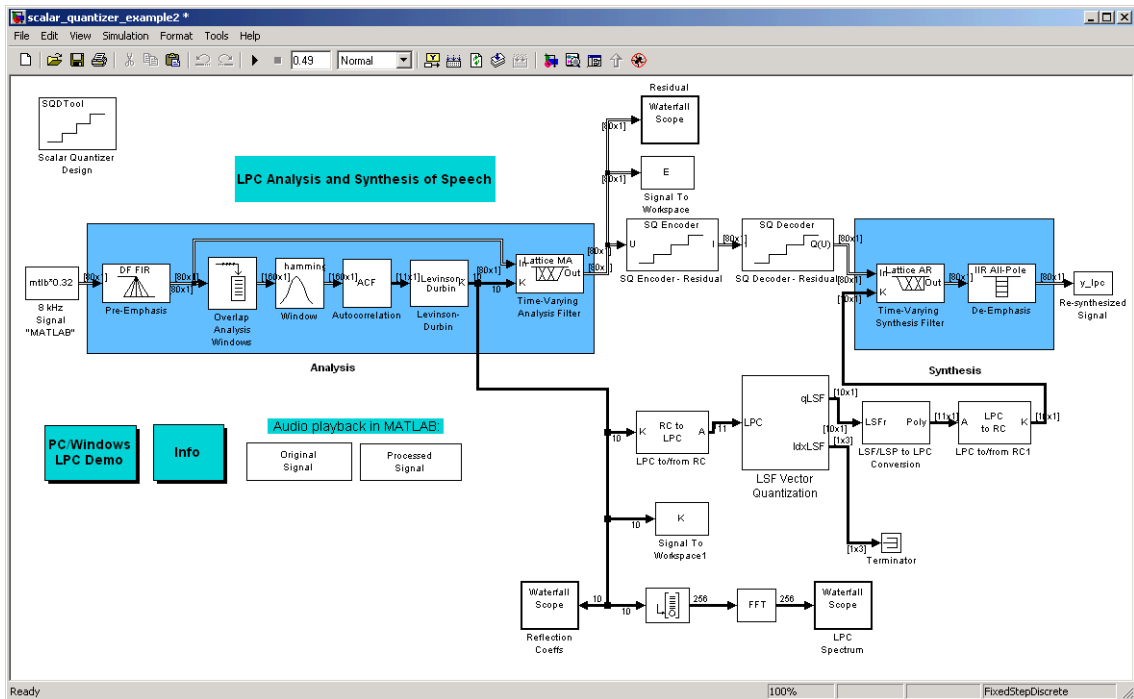 scalar_quantizer_example2 *
File Edit View Simulation Format Tools Help
0.49 Normal
SQDTool
Scalar Quantizer
Design
LPC Analysis and Synthesis of Speech
Residual
Waterfall
Scope
[80x1]
[80x1]
E
Signal To
Workspace
mtlb*0.32
8 kHz
Signal
"MATLAB"
[80x1]
DF FIR
Pre-Emphasis
[80x1]
[80x1]
Overlap
Analysis
Windows
[160x1]
hamming
Window
[160x1]
ACF
Autocorrelation
[11x1]
Levinson-
Durbin
K
Levinson-
Durbin
10
10
Lattice MA
In
K
Out
Time-Varying
Analysis Filter
[80x1]
[80x1]
Analysis
SQ Encoder
U
I
SQ Encoder - Residual
[80x1]
SQ Decoder
I
Q(U)
SQ Decoder - Residual
[80x1]
[80x1]
[10x1]
Lattice AR
In
K
Out
Time-Varying
Synthesis Filter
[80x1]
IIR All-Pole
De-Emphasis
[80x1]
y_lpc
Re-synthesized
Signal
Synthesis
PC/Windows
LPC Demo
Info
Audio playback in MATLAB:
Original
Signal
Processed
Signal
10
RC to
LPC
K
A
LPC to/from RC
11
LPC
qLSF
IdxLSF
LSF Vector
Quantization
[10x1]
[10x1]
[1x3]
LSFr
Poly
LSF/LSP to LPC
Conversion
[11x1]
LPC
to RC
A
K
LPC to/from RC1
[10x1]
10
K
Signal To
Workspace1
[1x3]
Terminator
Waterfall
Scope
Reflection
Coeffs
10
10
256
FFT
256
Waterfall
Scope
LPC
Spectrum
Ready 100% FixedStepDiscrete